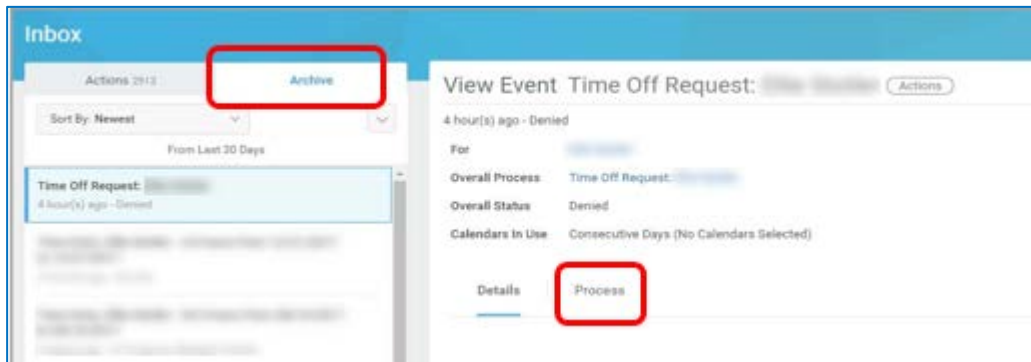 Inbox
Actions 2913
Archive
Sort By: Newest
From Last 30 Days
Time Off Request:
4 hour(s) ago - Denied
View Event Time Off Request:
Actions
4 hour(s) ago - Denied
For
Overall Process Time Off Request:
Overall Status Denied
Calendars In Use Consecutive Days (No Calendars Selected)
Details
Process